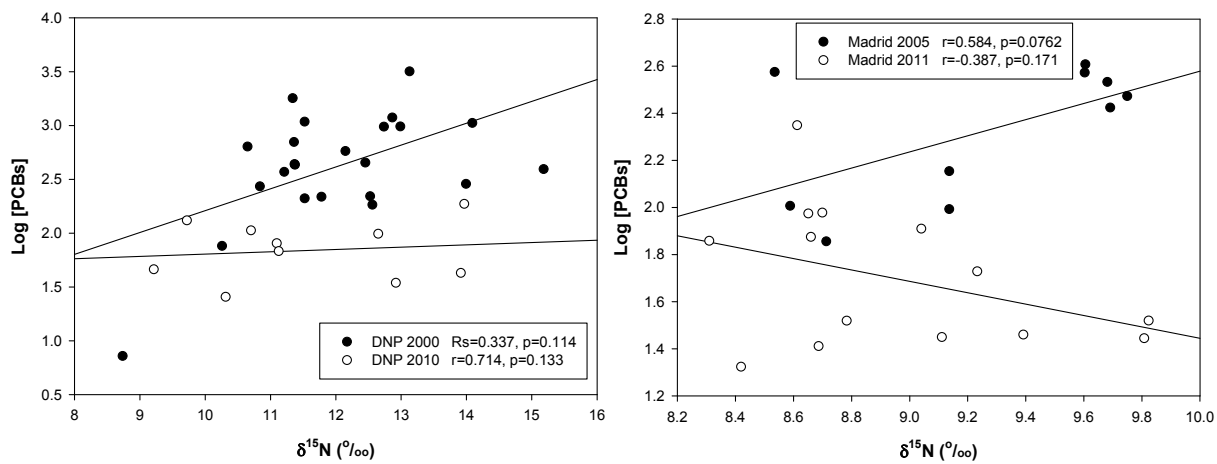 4.0
3.5
3.0
2.5
2.0
1.5
1.0
0.5
Log [PCBs]
DNP 2000 Rs=0.337, p=0.114
DNP 2010 r=0.714, p=0.133
8 9 10 11 12 13 14 15 16
δ15N (º/ₒₒ)
2.8
2.6
2.4
2.2
2.0
1.8
1.6
1.4
1.2
Log [PCBs]
Madrid 2005 r=0.584, p=0.0762
Madrid 2011 r=-0.387, p=0.171
8.2 8.4 8.6 8.8 9.0 9.2 9.4 9.6 9.8 10.0
δ15N (º/ₒₒ)